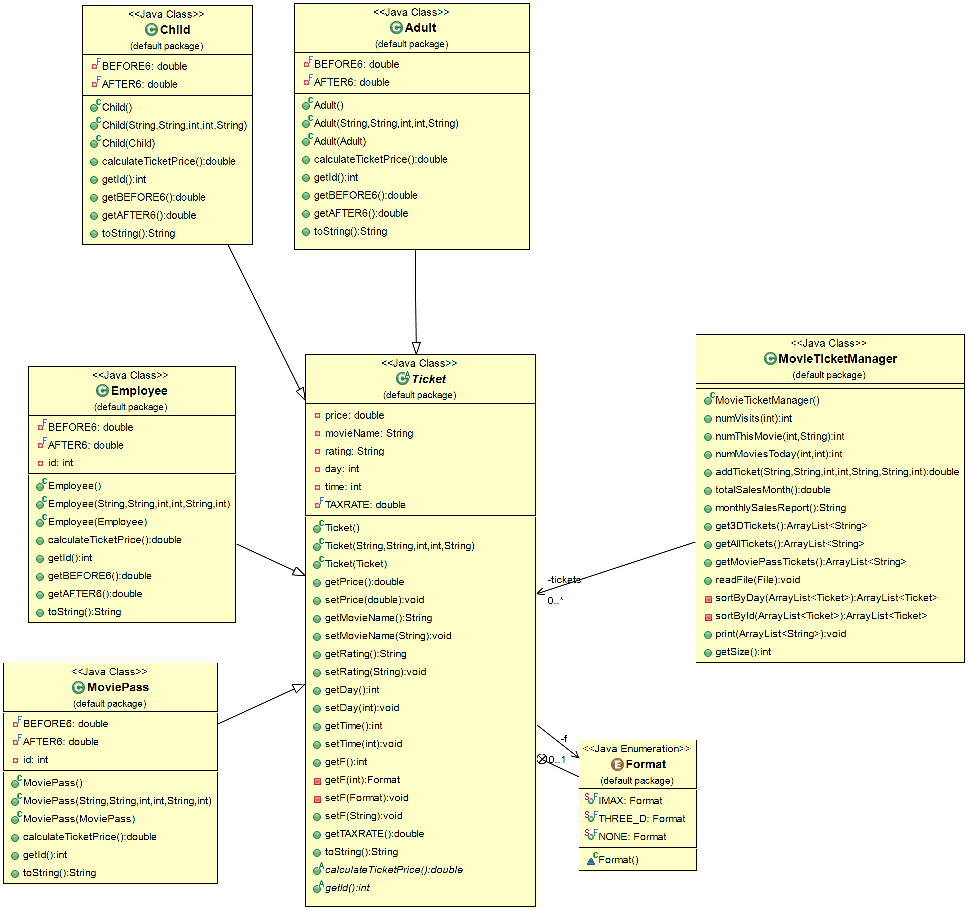 <<Java Class>>
Child
(default package)
BEFORE6: double
AFTER6: double
Child()
Child(String,String,int,int,String)
Child(Child)
calculateTicketPrice():double
getId():int
getBEFORE6():double
getAFTER6():double
toString():String
<<Java Class>>
Adult
(default package)
BEFORE6: double
AFTER6: double
Adult()
Adult(String,String,int,int,String)
Adult(Adult)
calculateTicketPrice():double
getId():int
getBEFORE6():double
getAFTER6():double
toString():String
<<Java Class>>
Employee
(default package)
BEFORE6: double
AFTER6: double
id: int
Employee()
Employee(String,String,int,int,String,int)
Employee(Employee)
calculateTicketPrice():double
getId():int
getBEFORE6():double
getAFTER6():double
toString():String
<<Java Class>>
MoviePass
(default package)
BEFORE6: double
AFTER6: double
id: int
MoviePass()
MoviePass(String,String,int,int,String,int)
MoviePass(MoviePass)
calculateTicketPrice():double
getId():int
toString():String
<<Java Class>>
Ticket
(default package)
price: double
movieName: String
rating: String
day: int
time: int
TAXRATE: double
Ticket()
Ticket(String,String,int,int,String)
Ticket(Ticket)
getPrice():double
setPrice(double):void
getMovieName():String
setMovieName(String):void
getRating():String
setRating(String):void
getDay():int
setDay(int):void
getTime():int
setTime(int):void
getF():int
getF(int):Format
setF(Format):void
setF(String):void
getTAXRATE():double
toString():String
calculateTicketPrice():double
getId():int
<<Java Class>>
MovieTicketManager
(default package)
MovieTicketManager()
numVisits(int):int
numThisMovie(int,String):int
numMoviesToday(int,int):int
addTicket(String,String,int,int,String,String,int):double
totalSalesMonth():double
monthlySalesReport():String
get3DTickets():ArrayList<String>
getAllTickets():ArrayList<String>
getMoviePassTickets():ArrayList<String>
readFile(File):void
sortByDay(ArrayList<Ticket>):ArrayList<Ticket>
sortById(ArrayList<Ticket>):ArrayList<Ticket>
print(ArrayList<String>):void
getSize():int
-tickets
0..*
-f
0..1
<<Java Enumeration>>
Format
(default package)
IMAX: Format
THREE_D: Format
NONE: Format
Format()